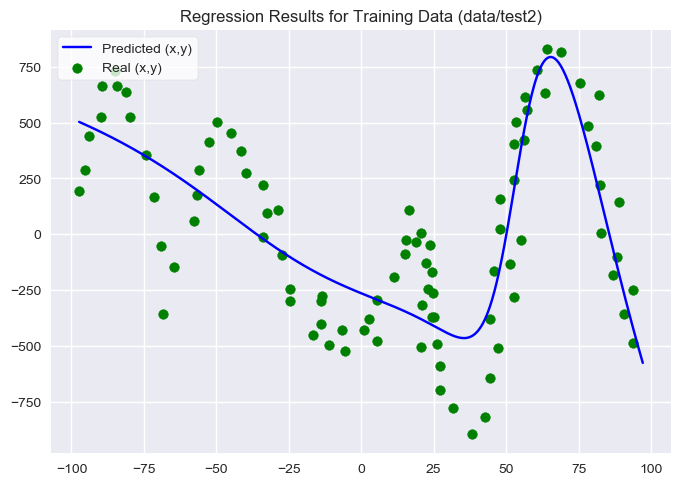 Regression Results for Training Data (data/test2)
Predicted (x,y)
Real (x,y)
750
500
250
0
−250
−500
−750
−100 −75 −50 −25 0 25 50 75 100